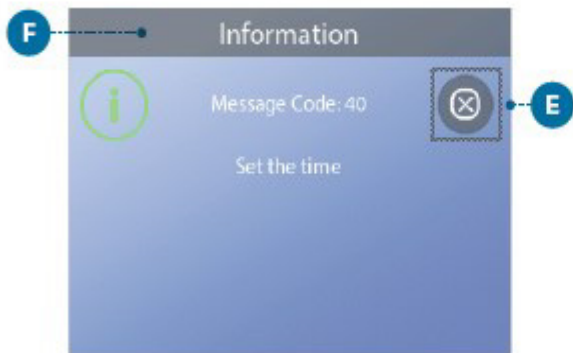 F
Information
Message Code: 40
E
Set the time